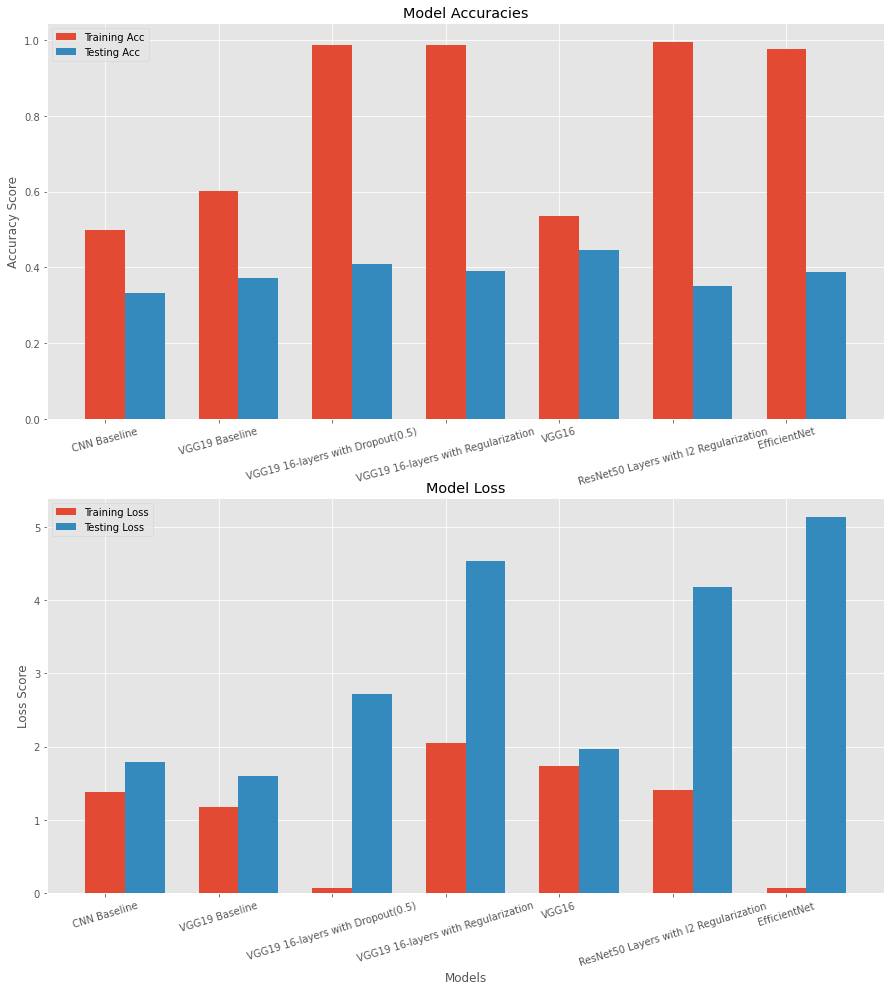 Model Accuracies
Training Acc
Testing Acc
1.0
0.8
0.6
0.4
0.2
0.0
Accuracy Score
CNN Baseline
VGG19 Baseline
VGG19 16-layers with Dropout(0.5)
VGG19 16-layers with Regularization
VGG16
ResNet50 Layers with l2 Regularization
EfficientNet
Model Loss
Training Loss
Testing Loss
5
4
3
2
1
0
Loss Score
CNN Baseline
VGG19 Baseline
VGG19 16-layers with Dropout(0.5)
VGG19 16-layers with Regularization
VGG16
ResNet50 Layers with l2 Regularization
EfficientNet
Models